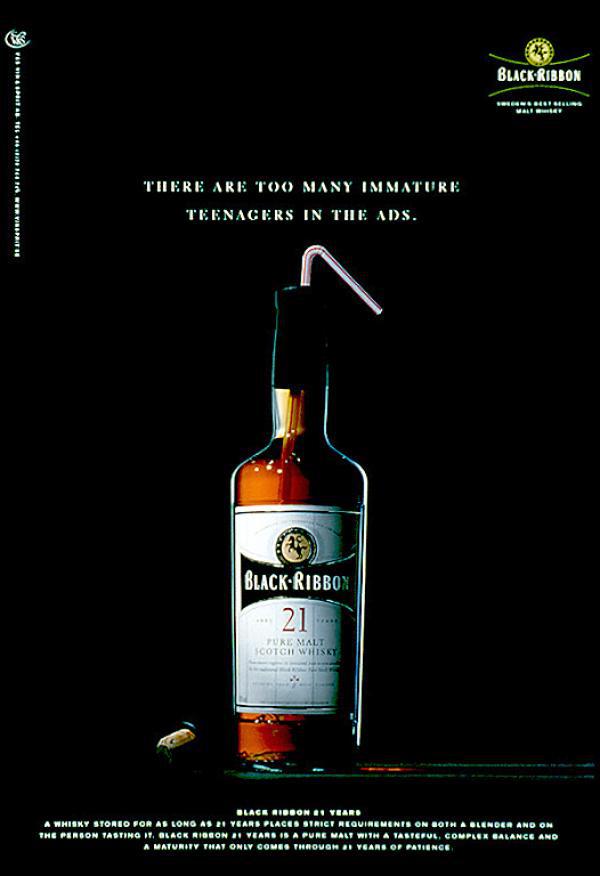 BLACK·RIBBON
SWEDEN'S BEST SELLING
MALT WHISKY
THERE ARE TOO MANY IMMATURE
TEENAGERS IN THE ADS.
BLACK·RIBBON
AGED 21 YEARS
PURE MALT
SCOTCH WHISKY
BLACK RIBBON 21 YEARS
A WHISKY STORED FOR AS LONG AS 21 YEARS PLACES STRICT REQUIREMENTS ON BOTH A BLENDER AND ON
THE PERSON TASTING IT. BLACK RIBBON 21 YEARS IS A PURE MALT WITH A TASTEFUL, COMPLEX BALANCE AND
A MATURITY THAT ONLY COMES THROUGH 21 YEARS OF PATIENCE.